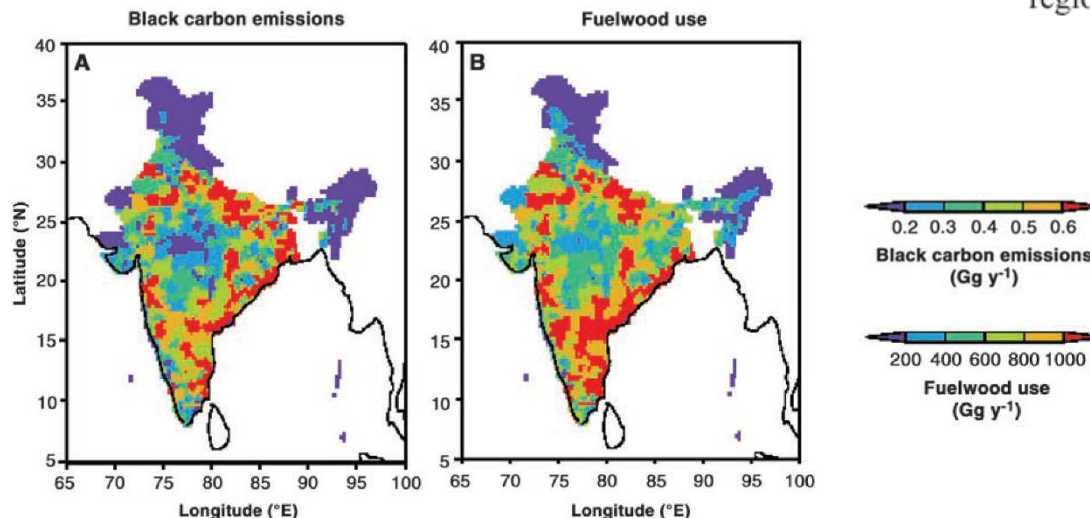 regio
Black carbon emissions
Fuelwood use
A
B
40
35
30
25
20
15
10
5
Latitude (°N)
65 70 75 80 85 90 95 100
Longitude (°E)
40
35
30
25
20
15
10
5
65 70 75 80 85 90 95 100
Longitude (°E)
0.2 0.3 0.4 0.5 0.6
Black carbon emissions
(Gg y-1)
200 400 600 800 1000
Fuelwood use
(Gg y-1)